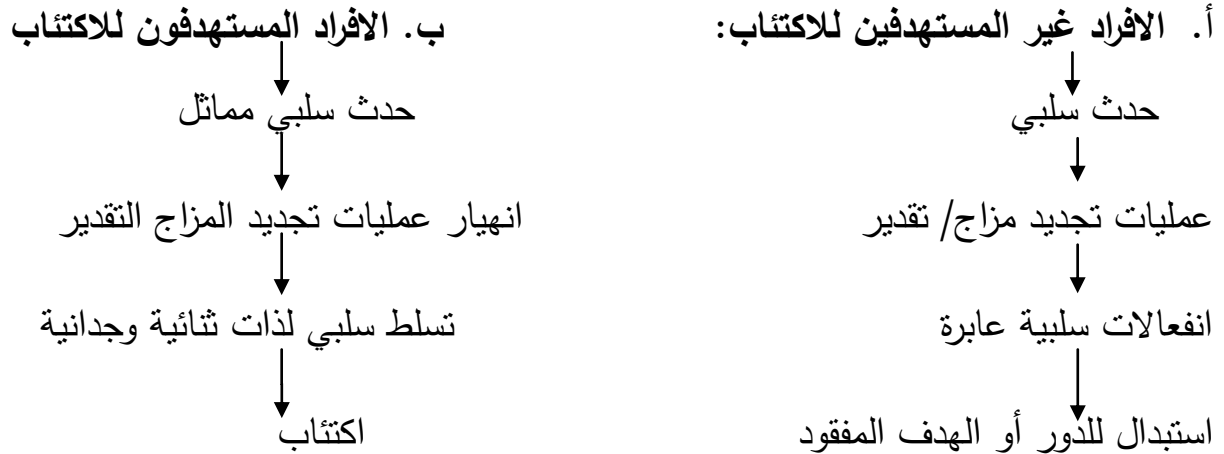 أ. الافراد غير المستهدفين للاكتئاب: ب. الافراد المستهدفون للاكتئاب
حدث سلبي حدث سلبي مماثل
عمليات تجديد مزاج/ تقدير انهيار عمليات تجديد المزاج التقدير
انفعالات سلبية عابرة تسلط سلبي لذات ثنائية وجدانية
استبدال للدور أو الهدف المفقود اكتئاب